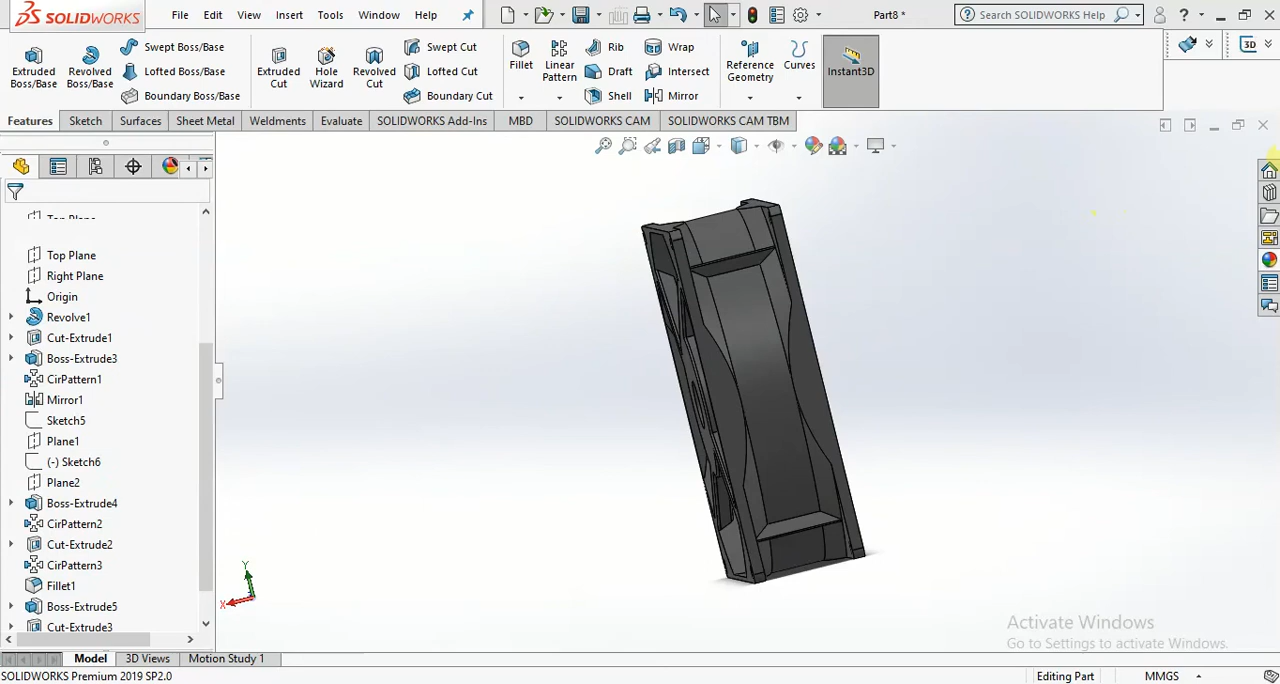 SOLIDWORKS File Edit View Insert Tools Window Help Part8 * Search SOLIDWORKS Help ?
Extruded Boss/Base
Revolved Boss/Base
Swept Boss/Base
Lofted Boss/Base
Boundary Boss/Base
Extruded Cut
Hole Wizard
Revolved Cut
Swept Cut
Lofted Cut
Boundary Cut
Fillet
Linear Pattern
Rib
Draft
Shell
Wrap
Intersect
Mirror
Reference Geometry
Curves
Instant3D
3D
Features Sketch Surfaces Sheet Metal Weldments Evaluate SOLIDWORKS Add-Ins MBD SOLIDWORKS CAM SOLIDWORKS CAM TBM
Top Plane
Top Plane
Right Plane
Origin
Revolve1
Cut-Extrude1
Boss-Extrude3
CirPattern1
Mirror1
Sketch5
Plane1
(-) Sketch6
Plane2
Boss-Extrude4
CirPattern2
Cut-Extrude2
CirPattern3
Fillet1
Boss-Extrude5
Cut-Extrude3
Y
X
Activate Windows
Go to Settings to activate Windows.
Model 3D Views Motion Study 1
SOLIDWORKS Premium 2019 SP2.0 Editing Part MMGS